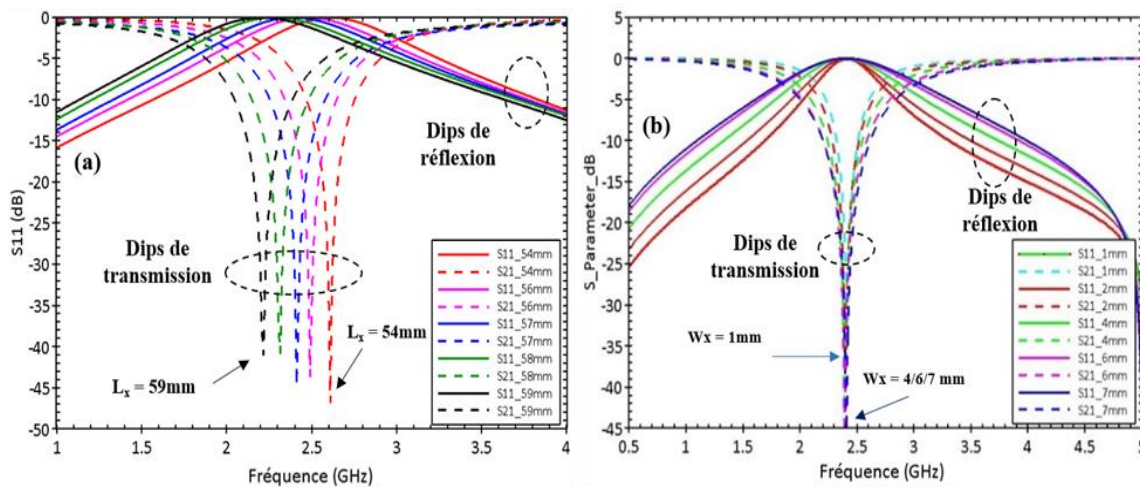 5
0
-5
-10
-15
-20
-25
-30
-35
-40
-45
-50
S11 (dB)
(a)
Dips de
réflexion
Dips de
transmission
Lx = 54mm
Lx = 59mm
S11_54mm
S21_54mm
S11_56mm
S21_56mm
S11_57mm
S21_57mm
S11_58mm
S21_58mm
S11_59mm
S21_59mm
1
1.5
2
2.5
3
3.5
4
Fréquence (GHz)
5
0
-5
-10
-15
-20
-25
-30
-35
-40
-45
S_Parameter_dB
(b)
Dips de
réflexion
Dips de
transmission
Wx = 1mm
Wx = 4/6/7 mm
S11_1mm
S21_1mm
S11_2mm
S21_2mm
S11_4mm
S21_4mm
S11_6mm
S21_6mm
S11_7mm
S21_7mm
0.5
1
1.5
2
2.5
3
3.5
4
4.5
5
Fréquence (GHz)